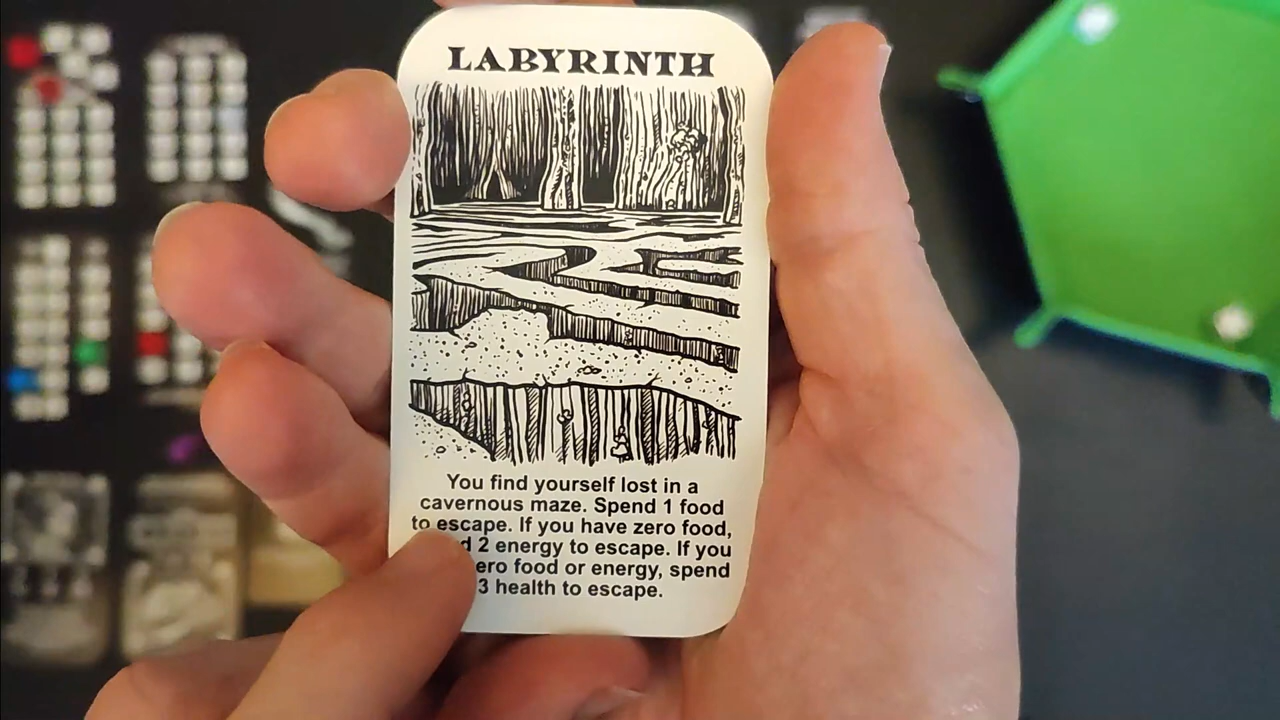 LABYRINTH
You find yourself lost in a
cavernous maze. Spend 1 food
to escape. If you have zero food,
2 energy to escape. If you
food or energy, spend
3 health to escape.